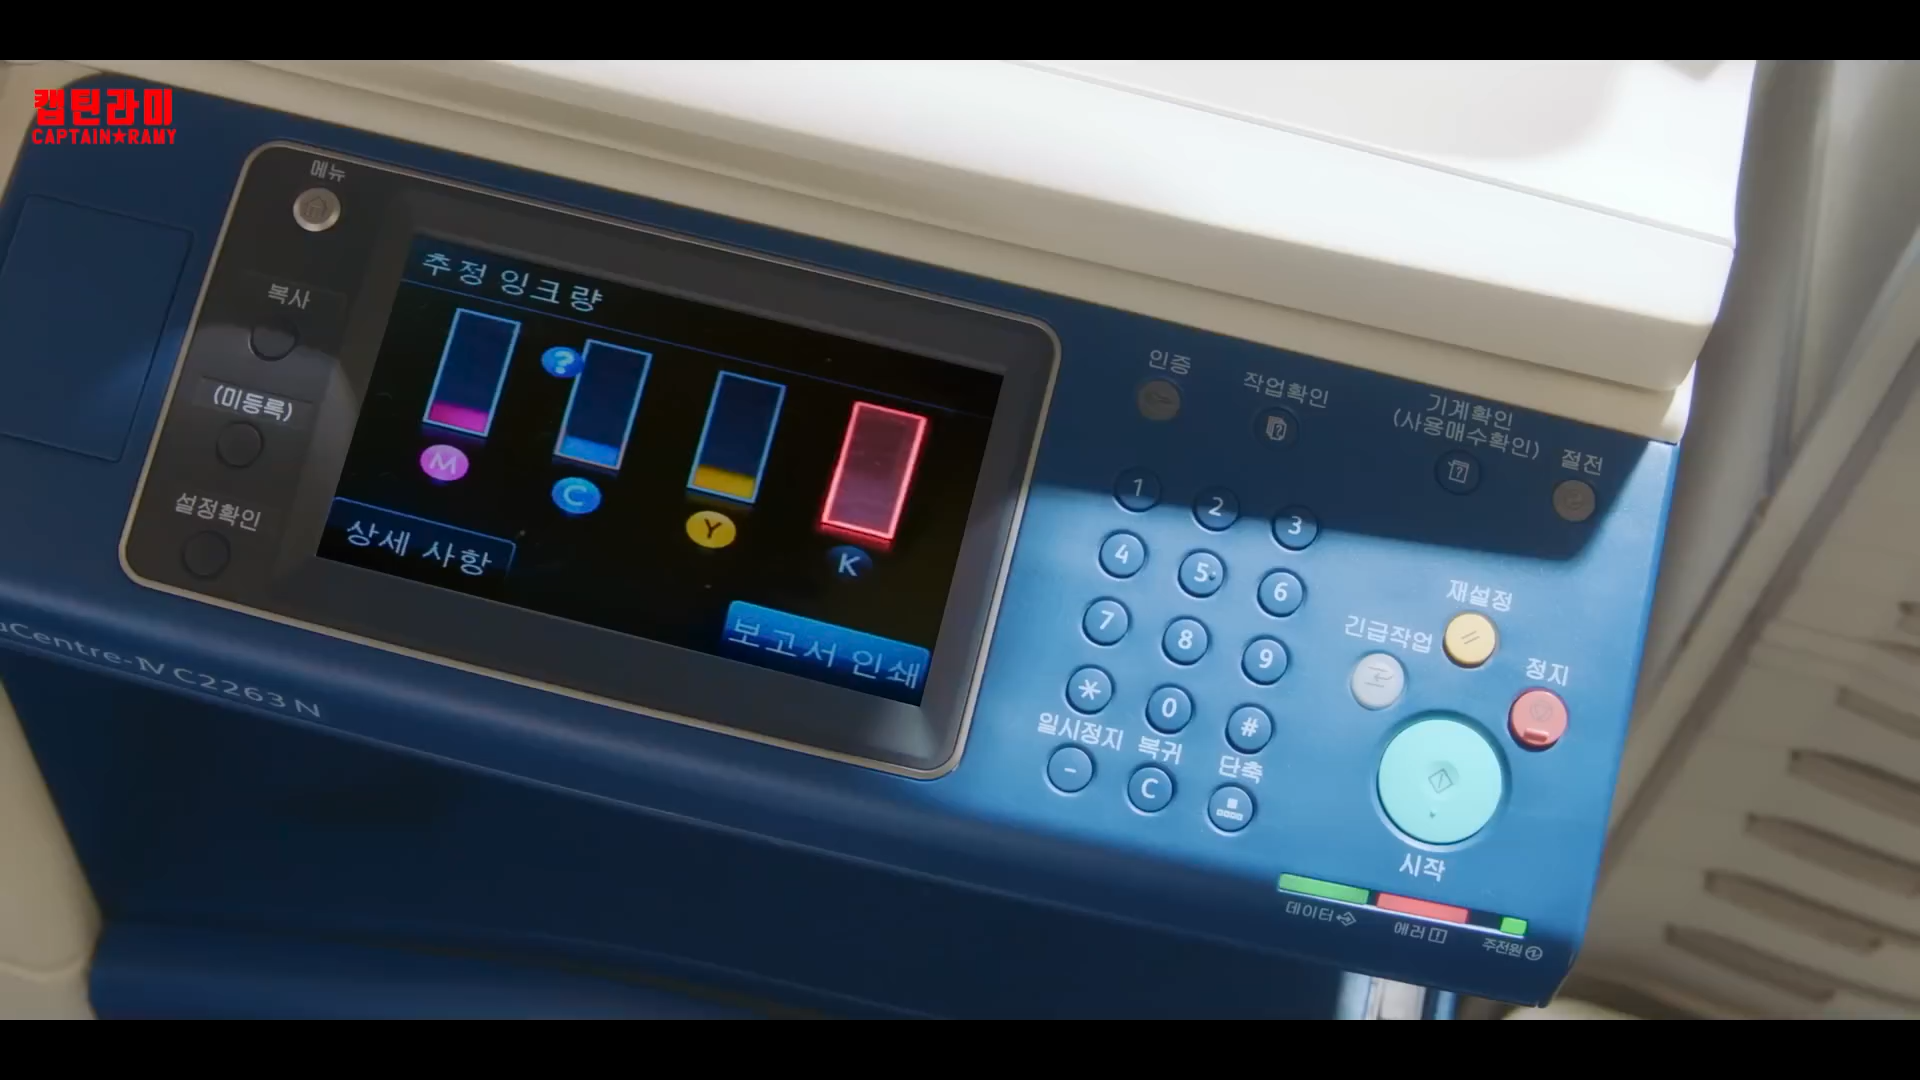 캡틴라미
CAPTAIN★RAMY
메뉴
복사
(미등록)
설정확인
추정 잉크량
?
M
C
Y
K
상세 사항
보고서 인쇄
Centre-IV C2263 N
인증
작업확인
기계확인
(사용매수확인)
절전
1 2 3
4 5 6
7 8 9
* 0 #
일시정지 복귀 단축
- C
재설정
긴급작업
정지
시작
데이터
에러
주전원